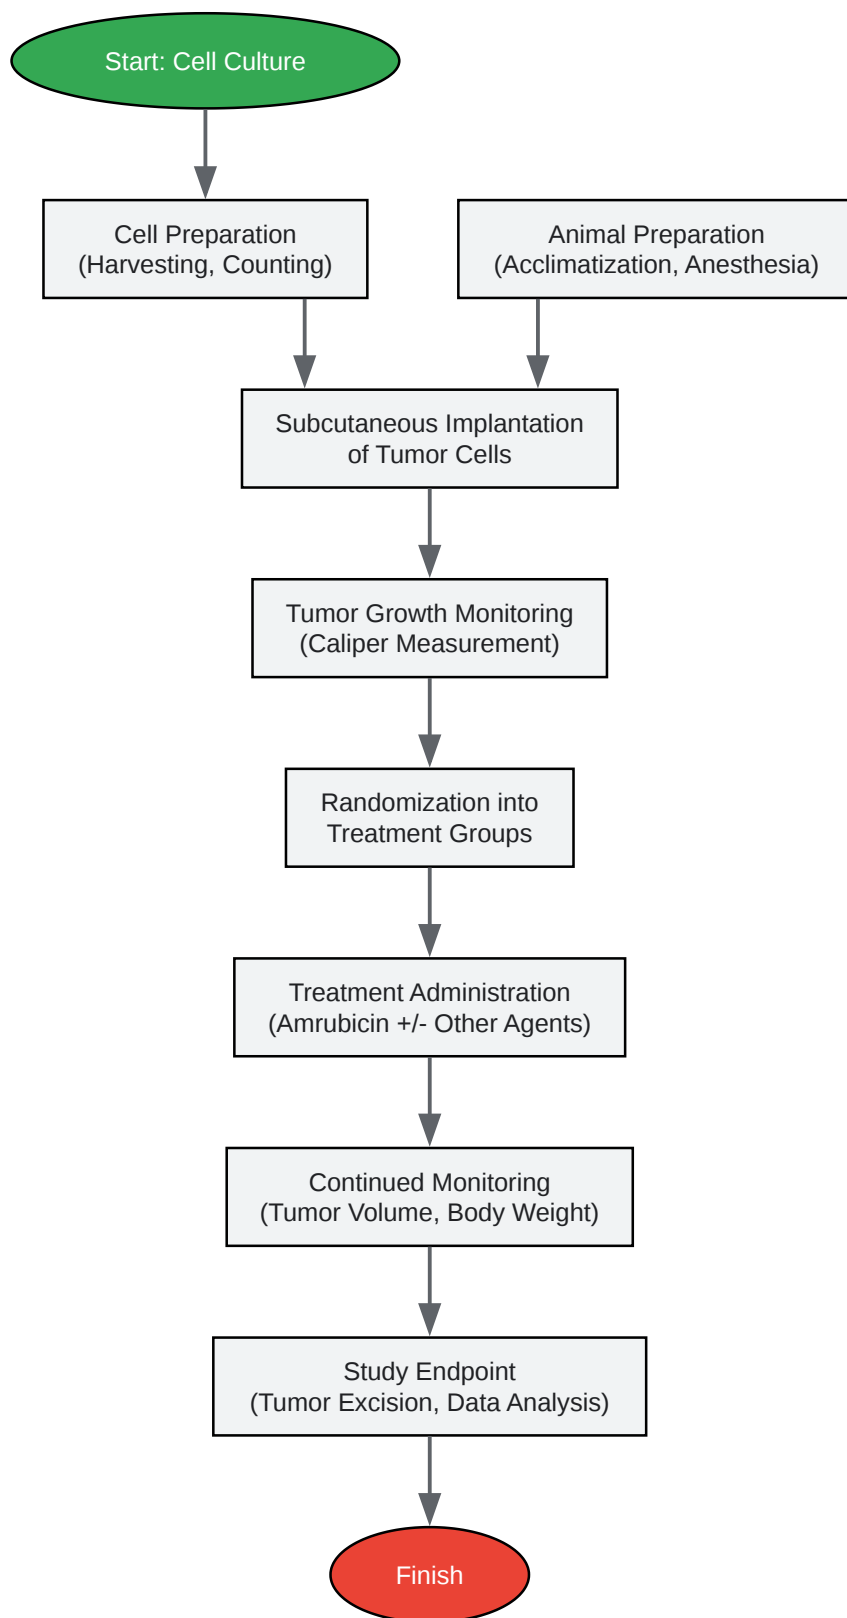 Start: Cell Culture
Cell Preparation
(Harvesting, Counting)
Animal Preparation
(Acclimatization, Anesthesia)
Subcutaneous Implantation
of Tumor Cells
Tumor Growth Monitoring
(Caliper Measurement)
Randomization into
Treatment Groups
Treatment Administration
(Amrubicin +/- Other Agents)
Continued Monitoring
(Tumor Volume, Body Weight)
Study Endpoint
(Tumor Excision, Data Analysis)
Finish